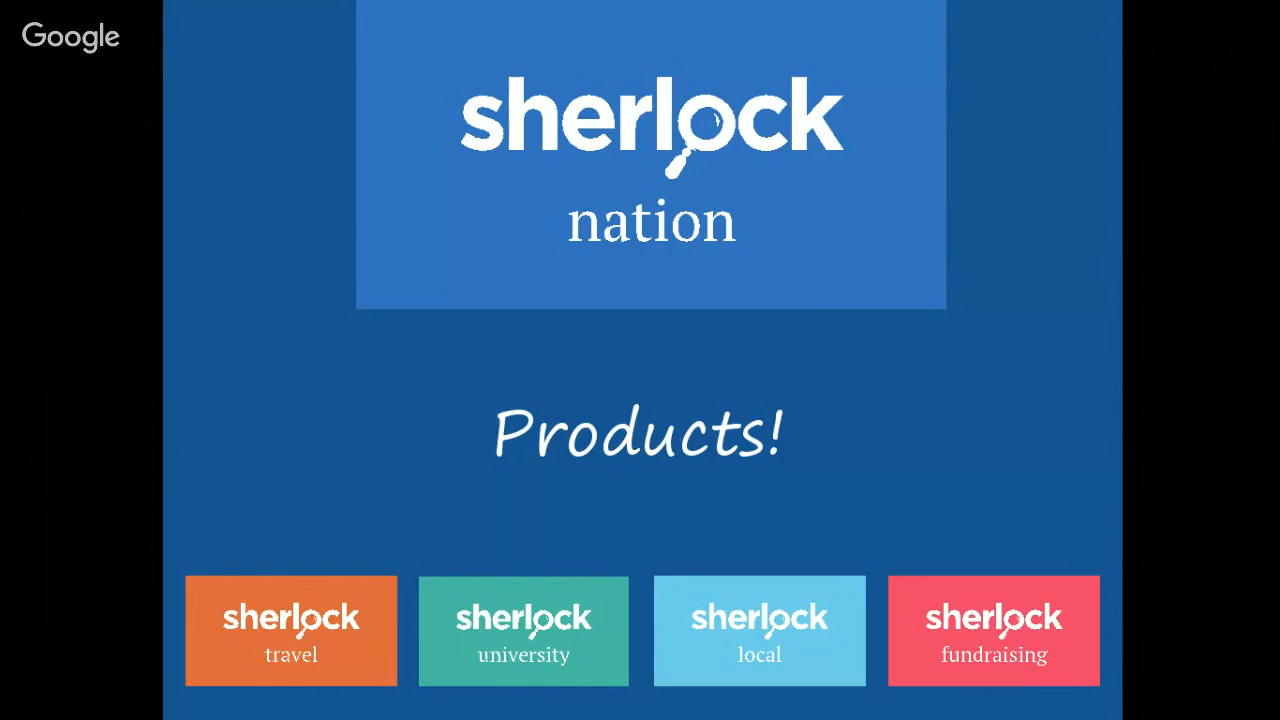 Google
sherlock
nation
Products!
sherlock
travel
sherlock
university
sherlock
local
sherlock
fundraising